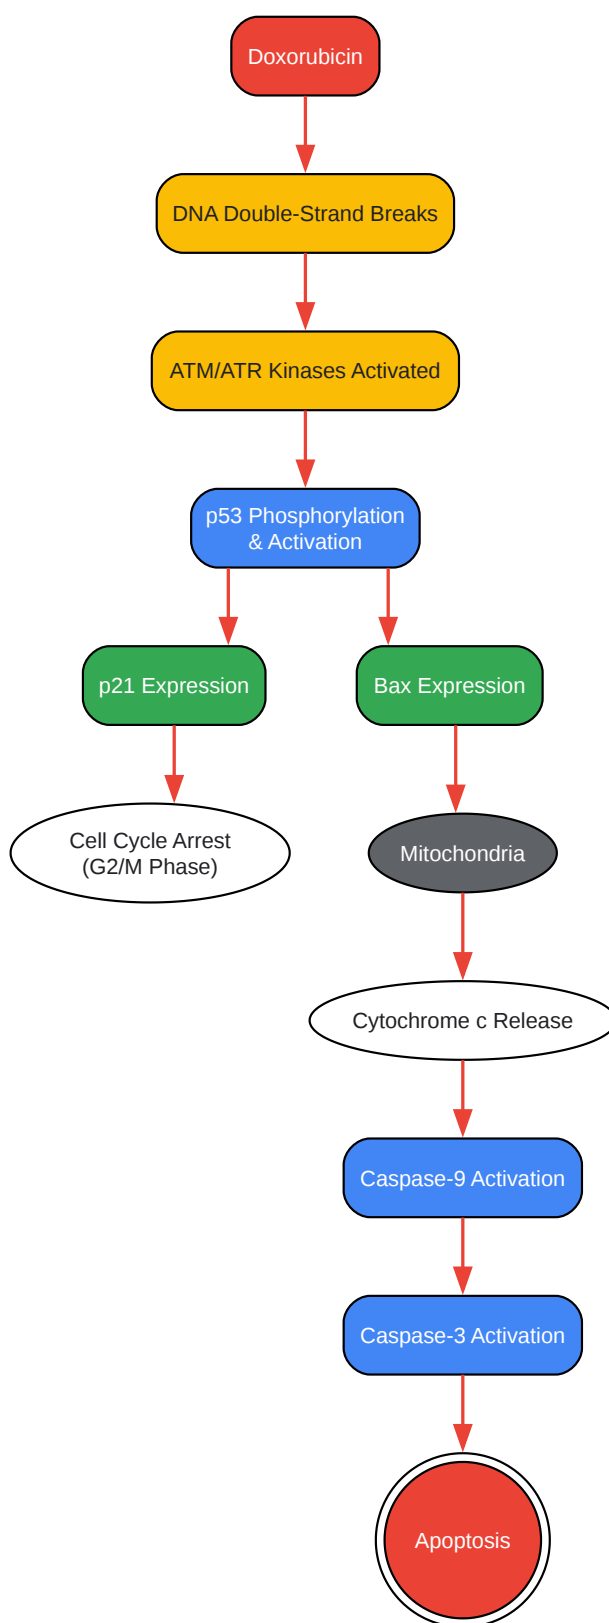 Doxorubicin
DNA Double-Strand Breaks
ATM/ATR Kinases Activated
p53 Phosphorylation
& Activation
p21 Expression
Bax Expression
Cell Cycle Arrest
(G2/M Phase)
Mitochondria
Cytochrome c Release
Caspase-9 Activation
Caspase-3 Activation
Apoptosis